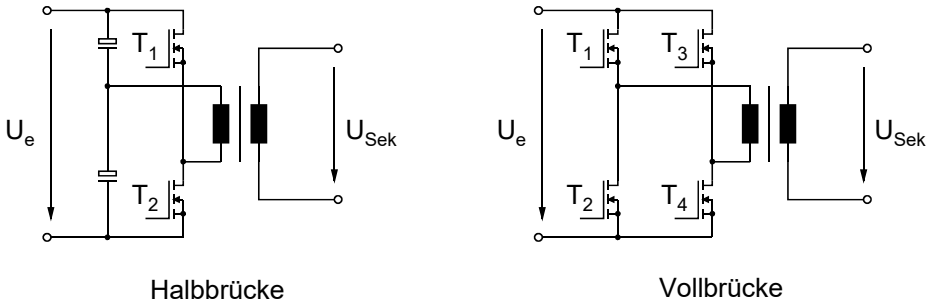 T1
Ue
USek
T2
Halbbrücke
T1
T3
Ue
USek
T2
T4
Vollbrücke